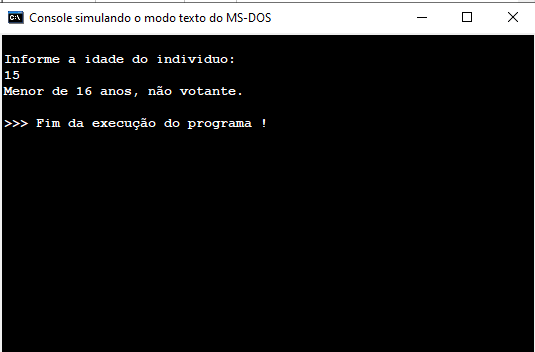 Console simulando o modo texto do MS-DOS
Informe a idade do individuo:
15
Menor de 16 anos, não votante.
>>> Fim da execução do programa !